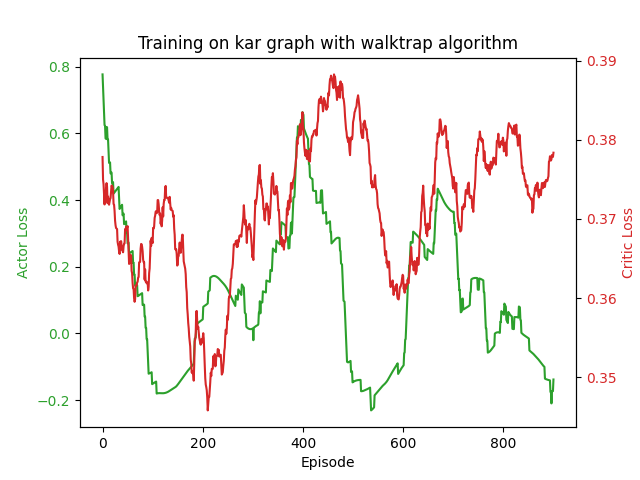 Training on kar graph with walktrap algorithm
0.8
0.6
0.4
0.2
0.0
−0.2
Actor Loss
0.39
0.38
0.37
0.36
0.35
Critic Loss
0 200 400 600 800
Episode